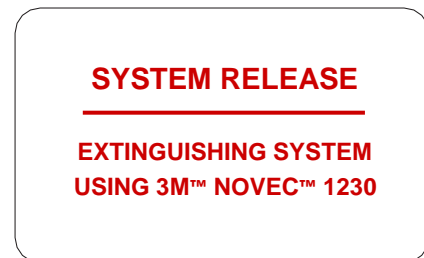 SYSTEM RELEASE
EXTINGUISHING SYSTEM
USING 3M™ NOVEC™ 1230